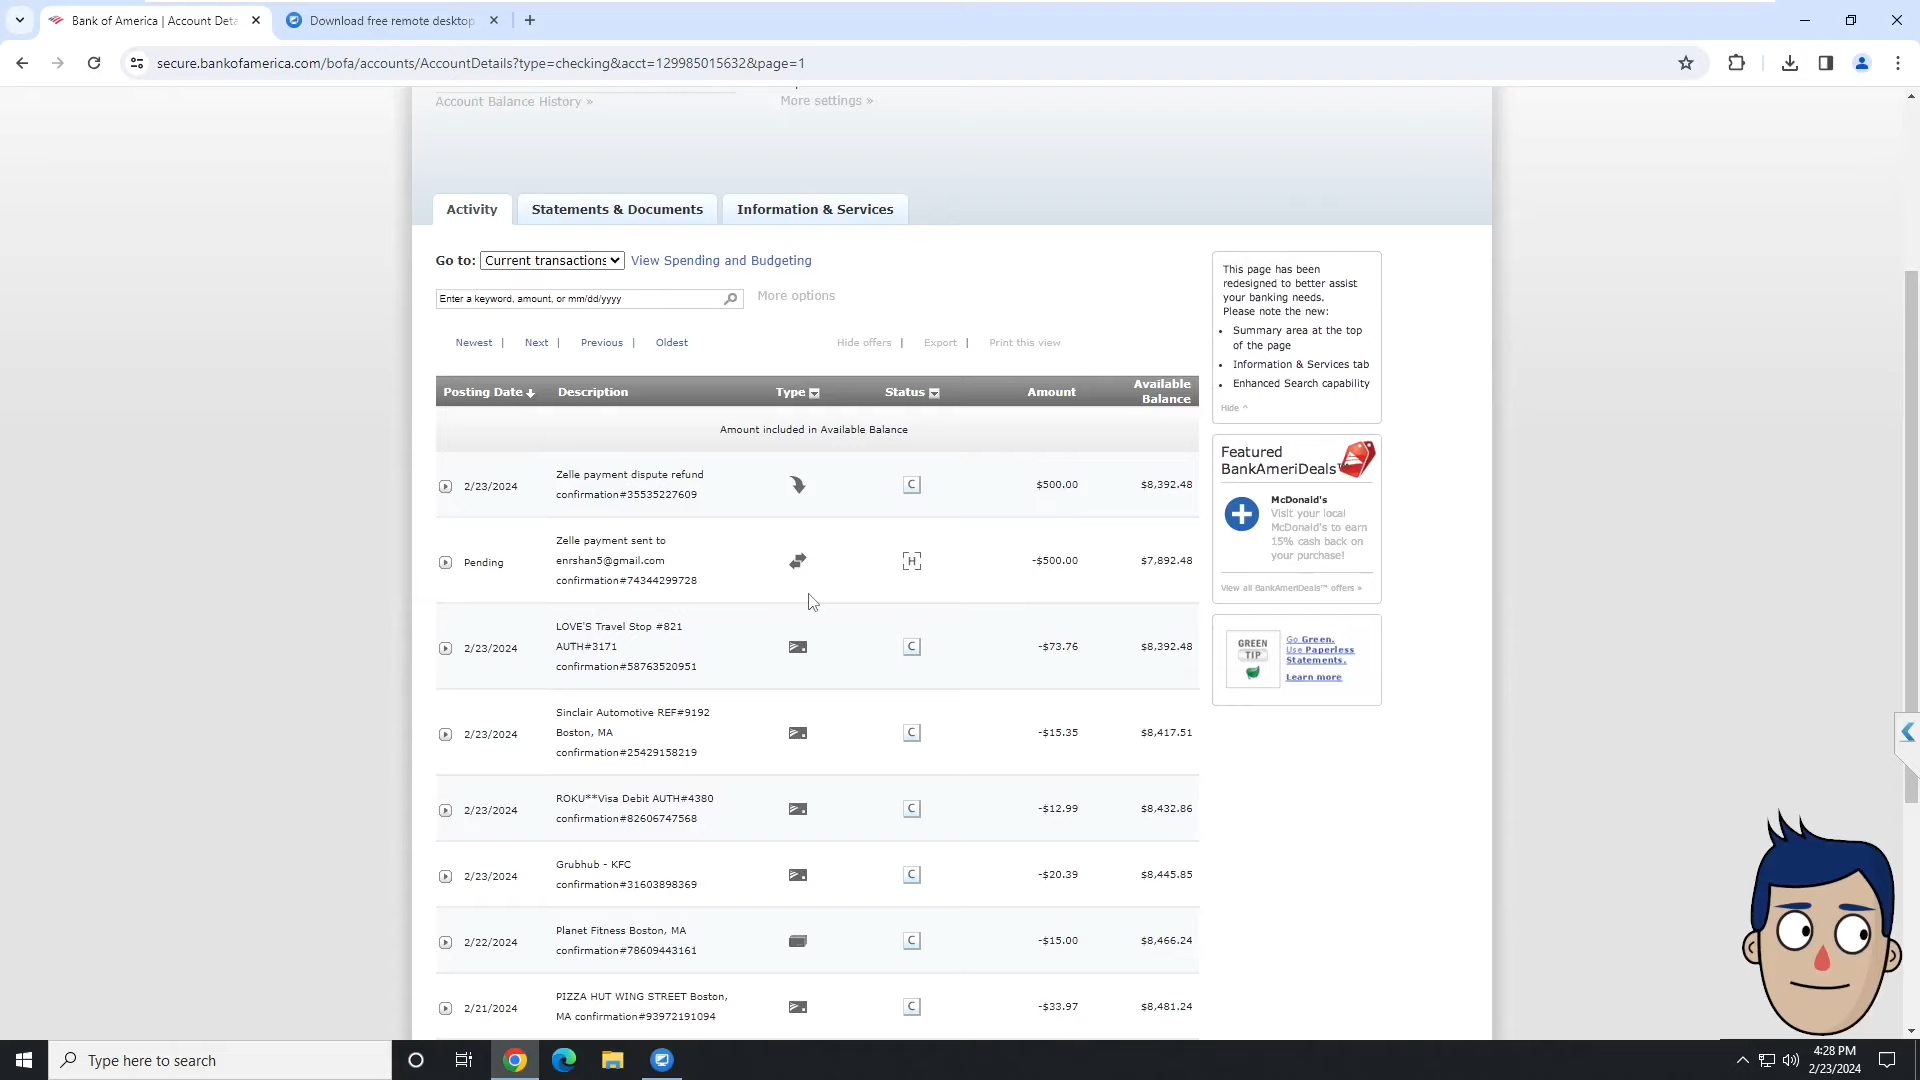 Bank of America | Account Deta
Download free remote desktop
secure.bankofamerica.com/bofa/accounts/AccountDetails?type=checking&acct=129985015632&page=1
Account Balance History »
More settings »
Activity
Statements & Documents
Information & Services
Go to: Current transactions View Spending and Budgeting
Enter a keyword, amount, or mm/dd/yyyy
More options
Newest | Next | Previous | Oldest
Hide offers | Export | Print this view
Posting Date Description Type Status Amount Available
Balance
Amount included in Available Balance
Zelle payment dispute refund
2/23/2024 C $500.00 $8,392.48
confirmation#35535227609
Zelle payment sent to
Pending enrshan5@gmail.com H -$500.00 $7,892.48
confirmation#74344299728
LOVE'S Travel Stop #821
2/23/2024 AUTH#3171 C -$73.76 $8,392.48
confirmation#58763520951
Sinclair Automotive REF#9192
2/23/2024 Boston, MA C -$15.35 $8,417.51
confirmation#25429158219
ROKU**Visa Debit AUTH#4380
2/23/2024 C -$12.99 $8,432.86
confirmation#82606747568
Grubhub - KFC
2/23/2024 C -$20.39 $8,445.85
confirmation#31603898369
Planet Fitness Boston, MA
2/22/2024 C -$15.00 $8,466.24
confirmation#78609443161
PIZZA HUT WING STREET Boston,
2/21/2024 C -$33.97 $8,481.24
MA confirmation#93972191094
This page has been
redesigned to better assist
your banking needs.
Please note the new:
• Summary area at the top
of the page
• Information & Services tab
• Enhanced Search capability
Hide ^
Featured
BankAmeriDeals™
McDonald's
Visit your local
McDonald's to earn
15% cash back on
your purchase!
View all BankAmeriDeals™ offers »
GREEN
TIP
Go Green.
Use Paperless
Statements.
Learn more
Type here to search
4:28 PM
2/23/2024